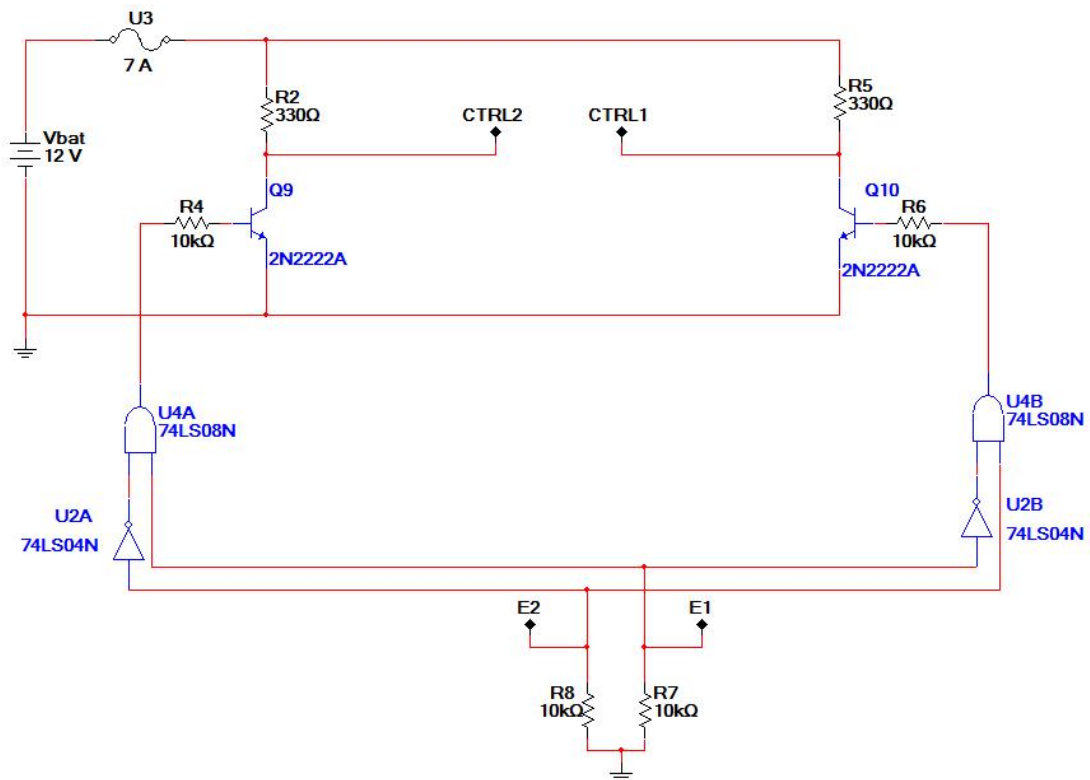 U3
7 A
R2
330Ω
CTRL2
CTRL1
R5
330Ω
Vbat
12 V
Q9
Q10
R4
10kΩ
R6
10kΩ
2N2222A
2N2222A
U4A
74LS08N
U4B
74LS08N
U2A
74LS04N
U2B
74LS04N
E2
E1
R8
10kΩ
R7
10kΩ